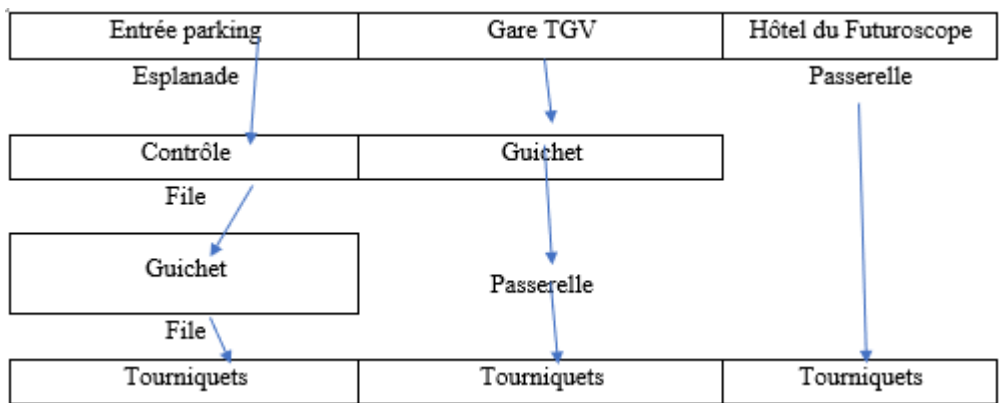 Entrée parking Gare TGV Hôtel du Futuroscope
Esplanade Passerelle
Contrôle Guichet
File
Guichet
Passerelle
File
Tourniquets Tourniquets Tourniquets